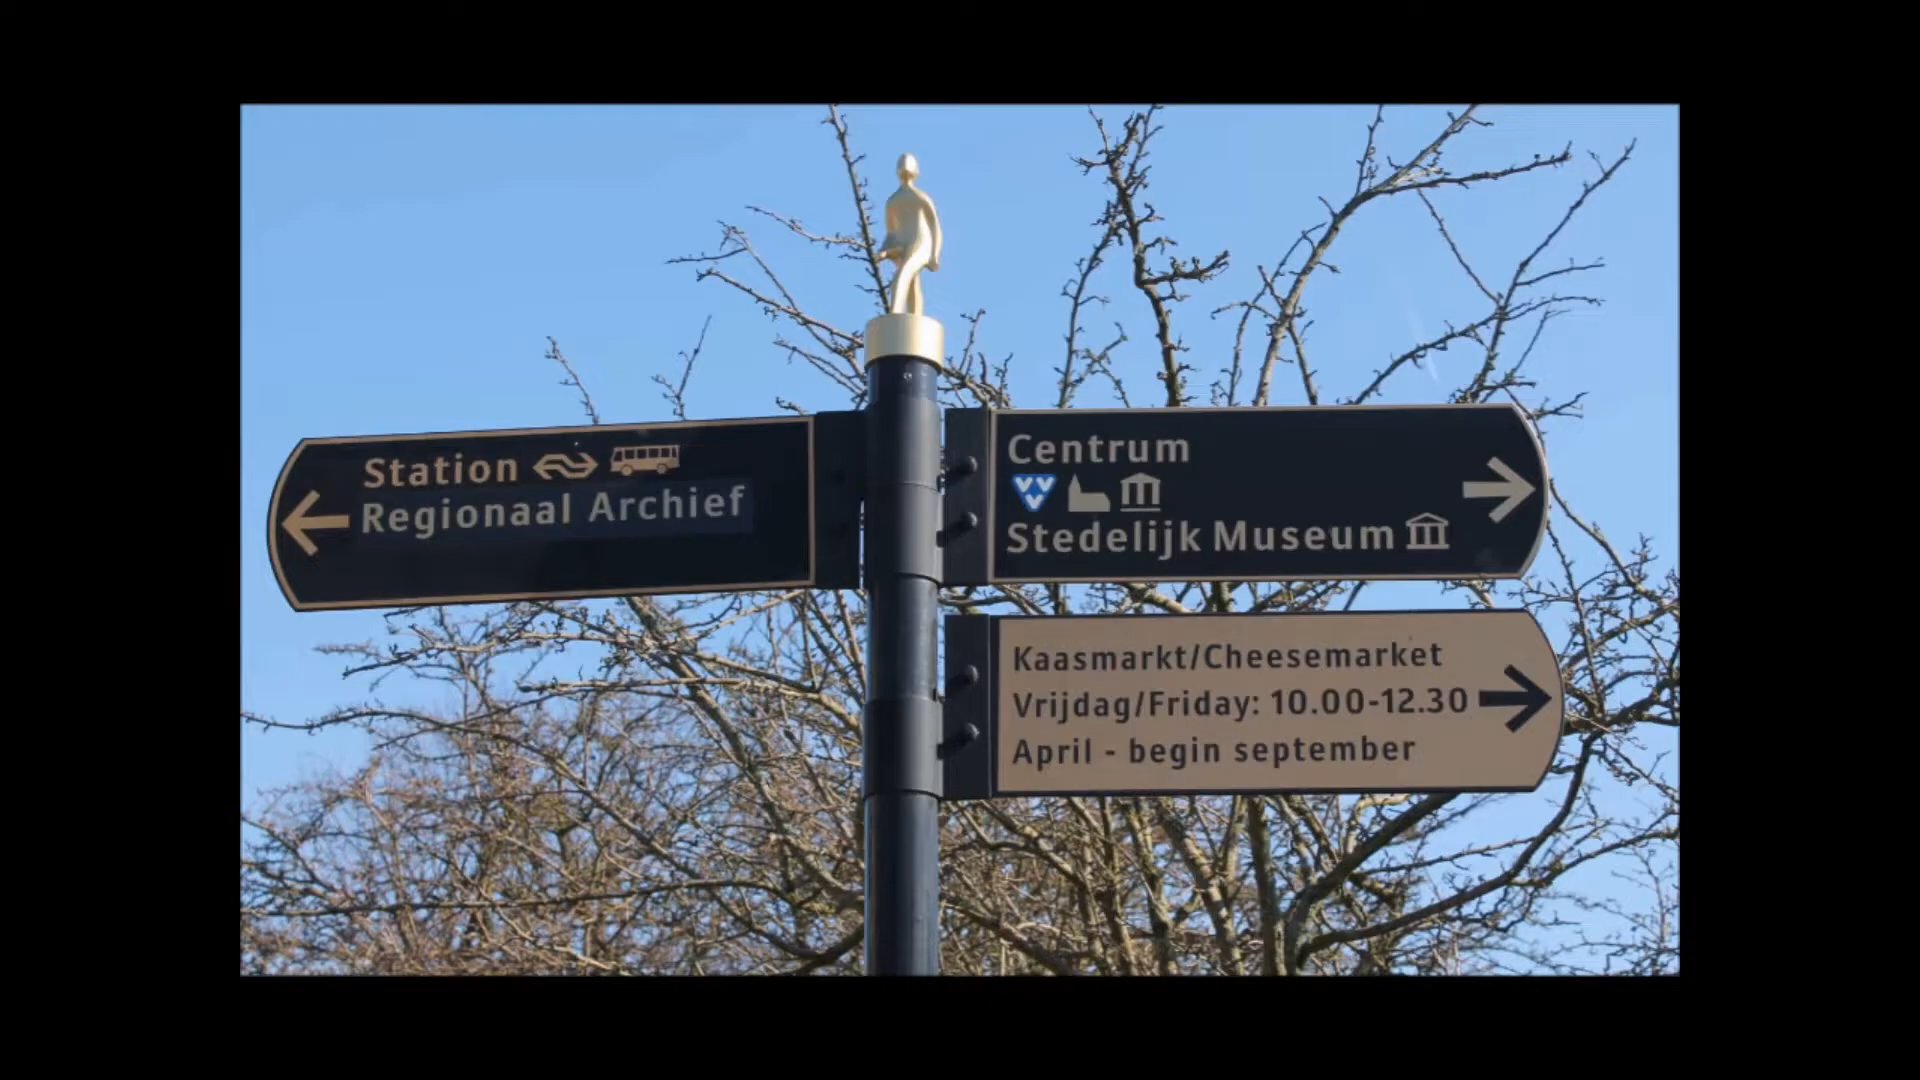 Station
Regionaal Archief
Centrum
Stedelijk Museum
Kaasmarkt/Cheesemarket
Vrijdag/Friday: 10.00-12.30
April - begin september